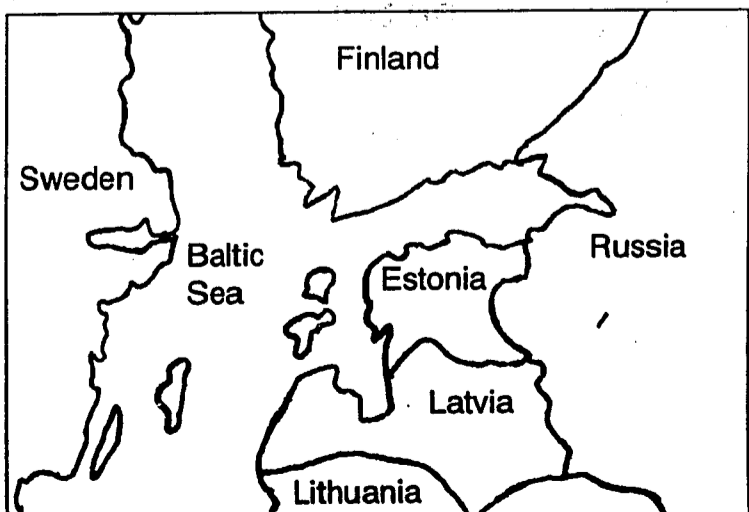 Finland
Sweden
Russia
Baltic
Sea
Estonia
Latvia
Lithuania